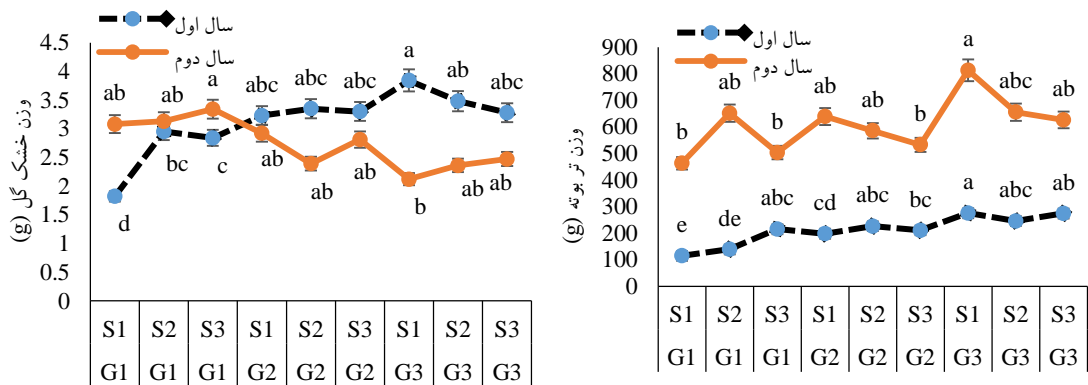 سال اول
سال دوم
وزن خشک گل (g)
4.5
4
3.5
3
2.5
2
1.5
1
0.5
0
ab ab a abc abc abc a ab abc
d bc c ab ab ab b ab ab
S1 S2 S3 S1 S2 S3 S1 S2 S3
G1 G1 G1 G2 G2 G2 G3 G3 G3
سال اول
سال دوم
وزن تر بوته (g)
900
800
700
600
500
400
300
200
100
0
b ab b ab ab b a abc ab
e de abc cd abc bc a abc ab
S1 S2 S3 S1 S2 S3 S1 S2 S3
G1 G1 G1 G2 G2 G2 G3 G3 G3